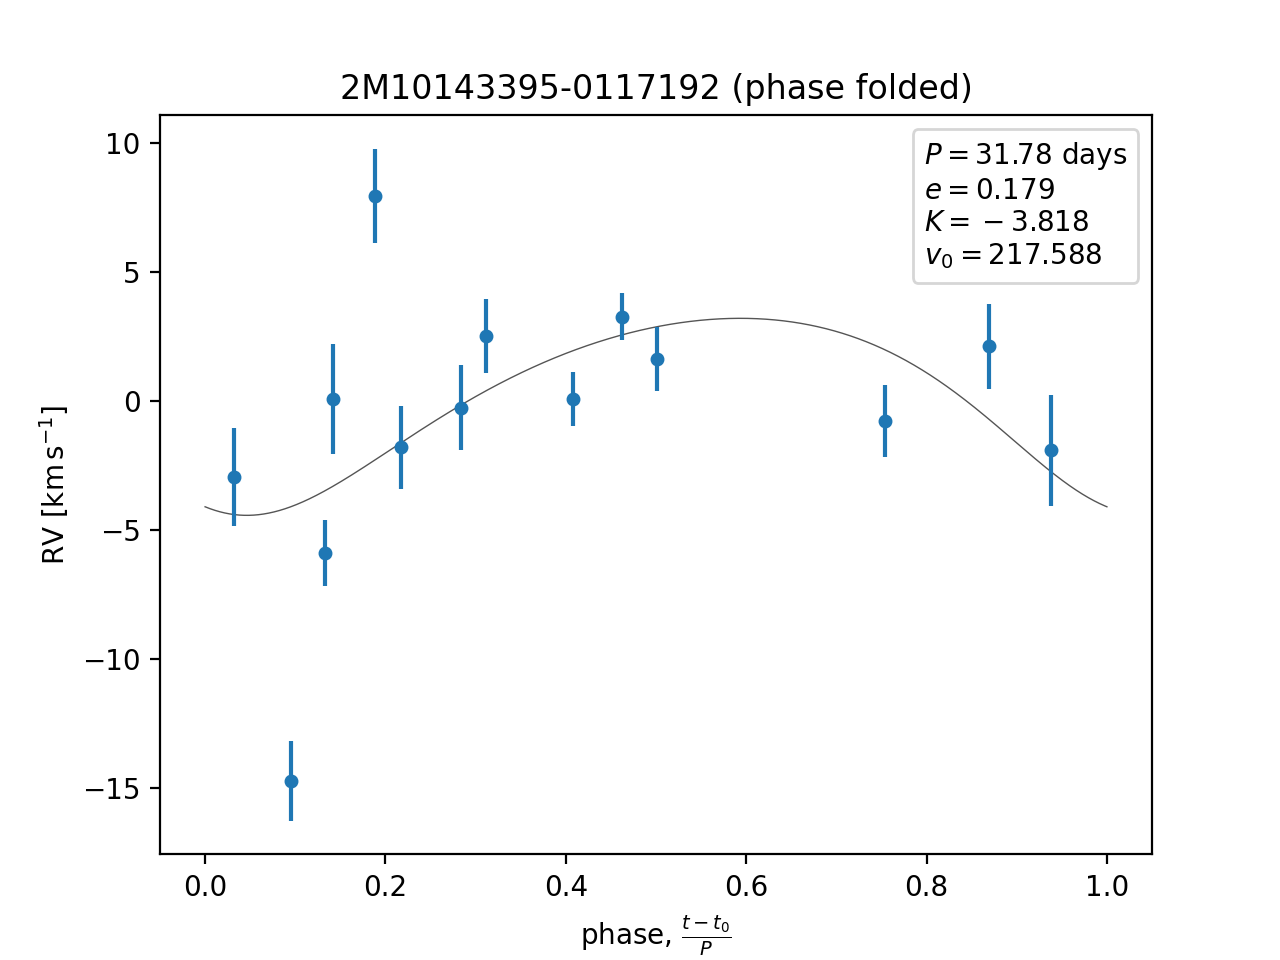 2M10143395-0117192 (phase folded)
P = 31.78 days
e = 0.179
K = −3.818
v₀ = 217.588
10
5
0
−5
−10
−15
RV [km s⁻¹]
0.0 0.2 0.4 0.6 0.8 1.0
phase, (t − t₀)/P